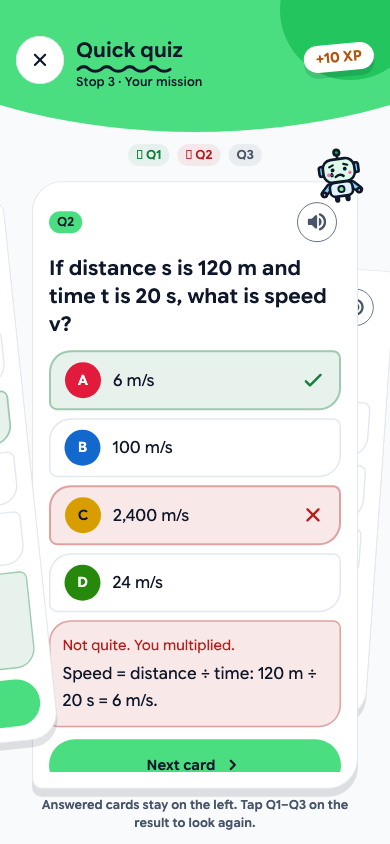 Quick quiz
+10 XP
Stop 3 · Your mission
Q1
Q2
Q3
Q2
If distance s is 120 m and
time t is 20 s, what is speed
v?
A
6 m/s
B
100 m/s
C
2,400 m/s
D
24 m/s
Not quite. You multiplied.
Speed = distance ÷ time: 120 m ÷
20 s = 6 m/s.
Next card
Answered cards stay on the left. Tap Q1–Q3 on the
result to look again.